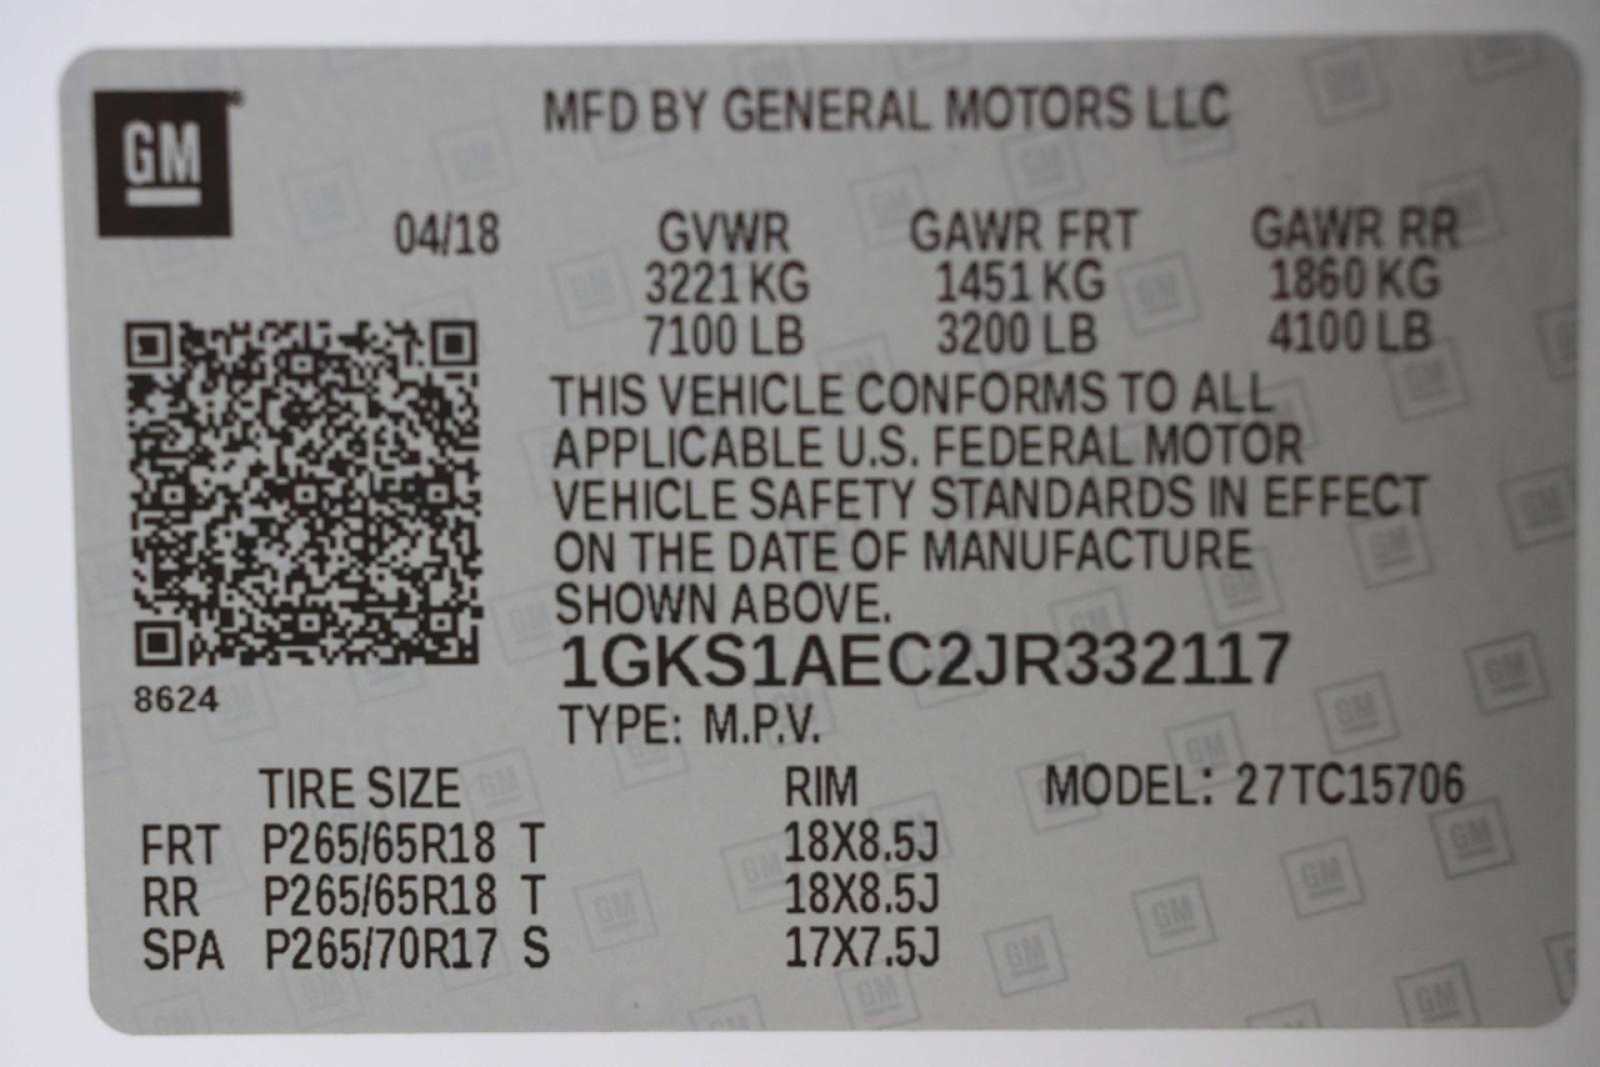 GM
MFD BY GENERAL MOTORS LLC
04/18 GVWR GAWR FRT GAWR RR
3221 KG 1451 KG 1860 KG
7100 LB 3200 LB 4100 LB
THIS VEHICLE CONFORMS TO ALL
APPLICABLE U.S. FEDERAL MOTOR
VEHICLE SAFETY STANDARDS IN EFFECT
ON THE DATE OF MANUFACTURE
SHOWN ABOVE.
1GKS1AEC2JR332117
8624
TYPE: M.P.V.
TIRE SIZE RIM MODEL: 27TC15706
FRT P265/65R18 T 18X8.5J
RR P265/65R18 T 18X8.5J
SPA P265/70R17 S 17X7.5J